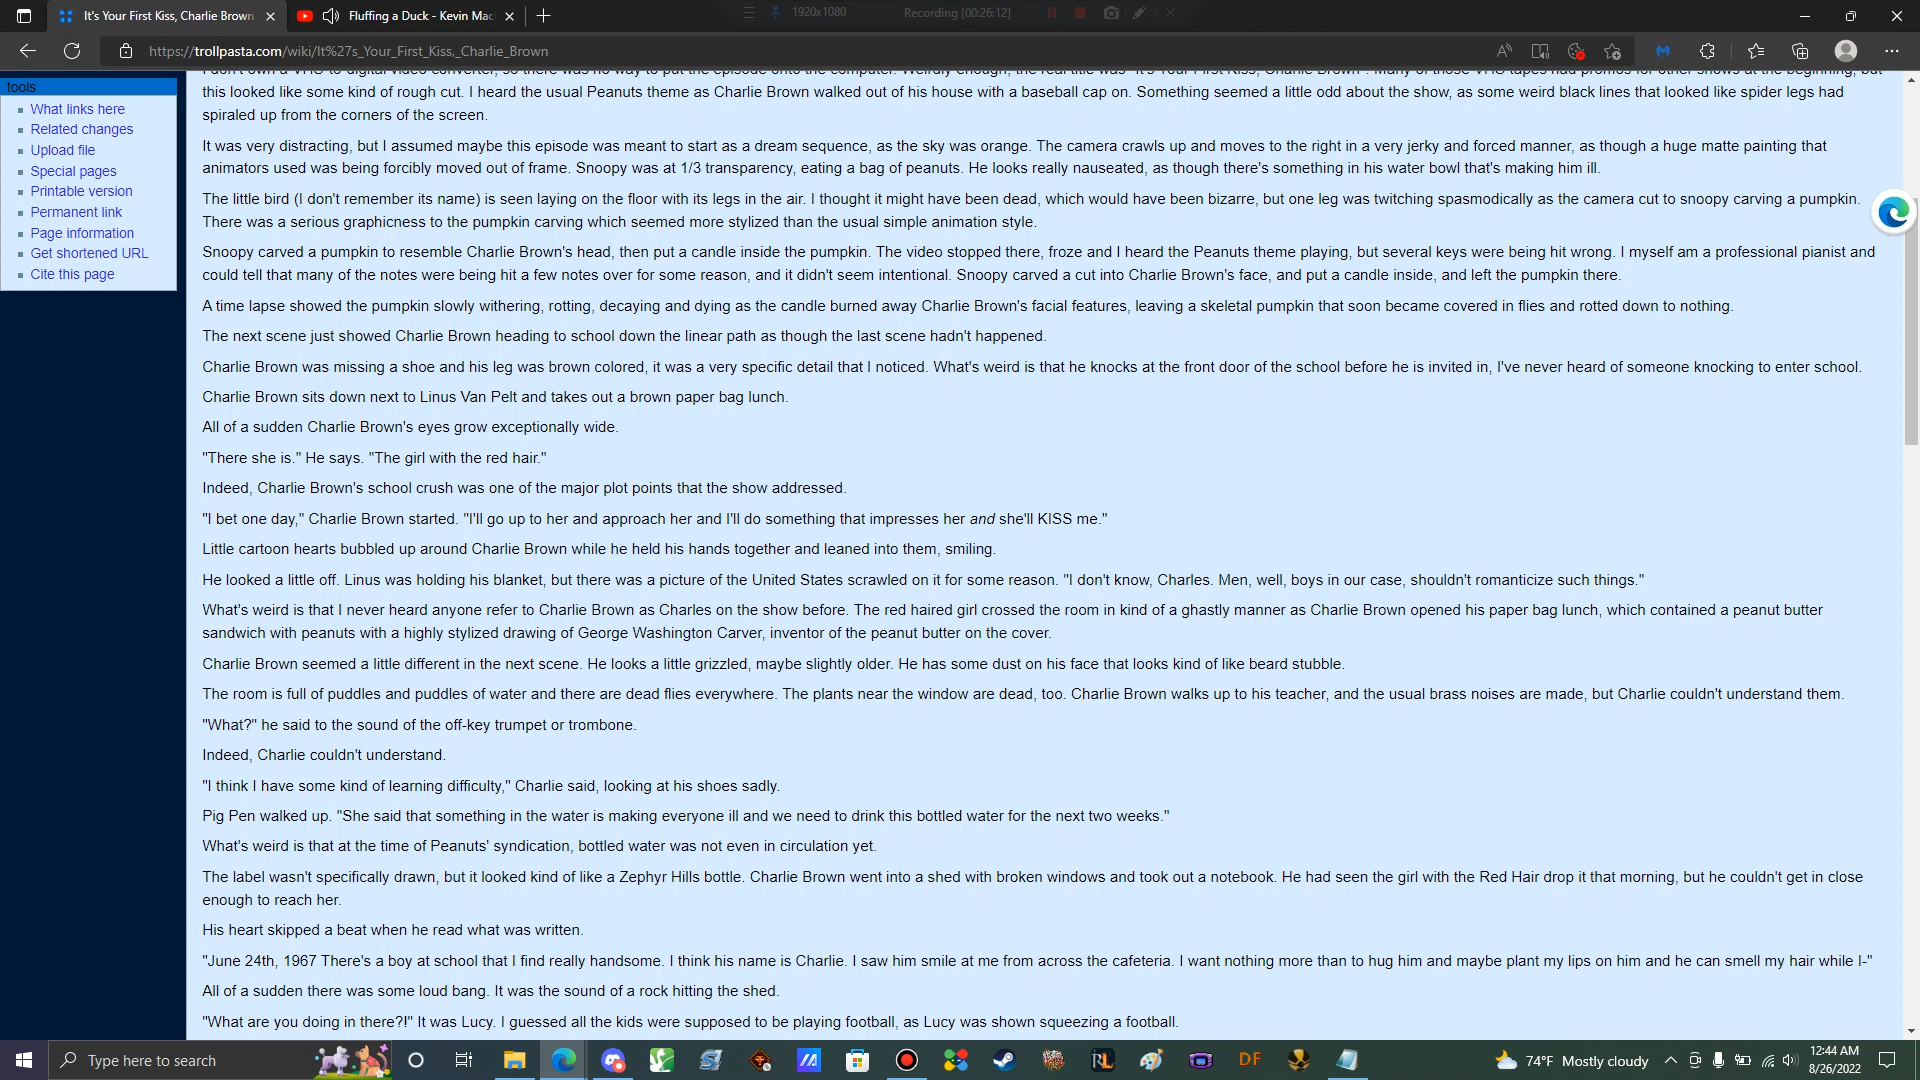 It's Your First Kiss, Charlie Brown
Fluffing a Duck - Kevin Mac
1920x1080
Recording [00:26:12]
https://trollpasta.com/wiki/It%27s_Your_First_Kiss,_Charlie_Brown
tools
What links here
Related changes
Upload file
Special pages
Printable version
Permanent link
Page information
Get shortened URL
Cite this page
I don't own a VHS to digital video converter, so there was no way to put the episode onto the computer. Weirdly enough, the real title was "It's Your First Kiss, Charlie Brown". Many of those VHS tapes had promos for other shows at the beginning, but
this looked like some kind of rough cut. I heard the usual Peanuts theme as Charlie Brown walked out of his house with a baseball cap on. Something seemed a little odd about the show, as some weird black lines that looked like spider legs had
spiraled up from the corners of the screen.
It was very distracting, but I assumed maybe this episode was meant to start as a dream sequence, as the sky was orange. The camera crawls up and moves to the right in a very jerky and forced manner, as though a huge matte painting that
animators used was being forcibly moved out of frame. Snoopy was at 1/3 transparency, eating a bag of peanuts. He looks really nauseated, as though there's something in his water bowl that's making him ill.
The little bird (I don't remember its name) is seen laying on the floor with its legs in the air. I thought it might have been dead, which would have been bizarre, but one leg was twitching spasmodically as the camera cut to snoopy carving a pumpkin.
There was a serious graphicness to the pumpkin carving which seemed more stylized than the usual simple animation style.
Snoopy carved a pumpkin to resemble Charlie Brown's head, then put a candle inside the pumpkin. The video stopped there, froze and I heard the Peanuts theme playing, but several keys were being hit wrong. I myself am a professional pianist and
could tell that many of the notes were being hit a few notes over for some reason, and it didn't seem intentional. Snoopy carved a cut into Charlie Brown's face, and put a candle inside, and left the pumpkin there.
A time lapse showed the pumpkin slowly withering, rotting, decaying and dying as the candle burned away Charlie Brown's facial features, leaving a skeletal pumpkin that soon became covered in flies and rotted down to nothing.
The next scene just showed Charlie Brown heading to school down the linear path as though the last scene hadn't happened.
Charlie Brown was missing a shoe and his leg was brown colored, it was a very specific detail that I noticed. What's weird is that he knocks at the front door of the school before he is invited in, I've never heard of someone knocking to enter school.
Charlie Brown sits down next to Linus Van Pelt and takes out a brown paper bag lunch.
All of a sudden Charlie Brown's eyes grow exceptionally wide.
"There she is." He says. "The girl with the red hair."
Indeed, Charlie Brown's school crush was one of the major plot points that the show addressed.
"I bet one day," Charlie Brown started. "I'll go up to her and approach her and I'll do something that impresses her and she'll KISS me."
Little cartoon hearts bubbled up around Charlie Brown while he held his hands together and leaned into them, smiling.
He looked a little off. Linus was holding his blanket, but there was a picture of the United States scrawled on it for some reason. "I don't know, Charles. Men, well, boys in our case, shouldn't romanticize such things."
What's weird is that I never heard anyone refer to Charlie Brown as Charles on the show before. The red haired girl crossed the room in kind of a ghastly manner as Charlie Brown opened his paper bag lunch, which contained a peanut butter
sandwich with peanuts with a highly stylized drawing of George Washington Carver, inventor of the peanut butter on the cover.
Charlie Brown seemed a little different in the next scene. He looks a little grizzled, maybe slightly older. He has some dust on his face that looks kind of like beard stubble.
The room is full of puddles and puddles of water and there are dead flies everywhere. The plants near the window are dead, too. Charlie Brown walks up to his teacher, and the usual brass noises are made, but Charlie couldn't understand them.
"What?" he said to the sound of the off-key trumpet or trombone.
Indeed, Charlie couldn't understand.
"I think I have some kind of learning difficulty," Charlie said, looking at his shoes sadly.
Pig Pen walked up. "She said that something in the water is making everyone ill and we need to drink this bottled water for the next two weeks."
What's weird is that at the time of Peanuts' syndication, bottled water was not even in circulation yet.
The label wasn't specifically drawn, but it looked kind of like a Zephyr Hills bottle. Charlie Brown went into a shed with broken windows and took out a notebook. He had seen the girl with the Red Hair drop it that morning, but he couldn't get in close
enough to reach her.
His heart skipped a beat when he read what was written.
"June 24th, 1967 There's a boy at school that I find really handsome. I think his name is Charlie. I saw him smile at me from across the cafeteria. I want nothing more than to hug him and maybe plant my lips on him and he can smell my hair while I-"
All of a sudden there was some loud bang. It was the sound of a rock hitting the shed.
"What are you doing in there?!" It was Lucy. I guessed all the kids were supposed to be playing football, as Lucy was shown squeezing a football.
Type here to search
DF
74°F Mostly cloudy
12:44 AM
8/26/2022